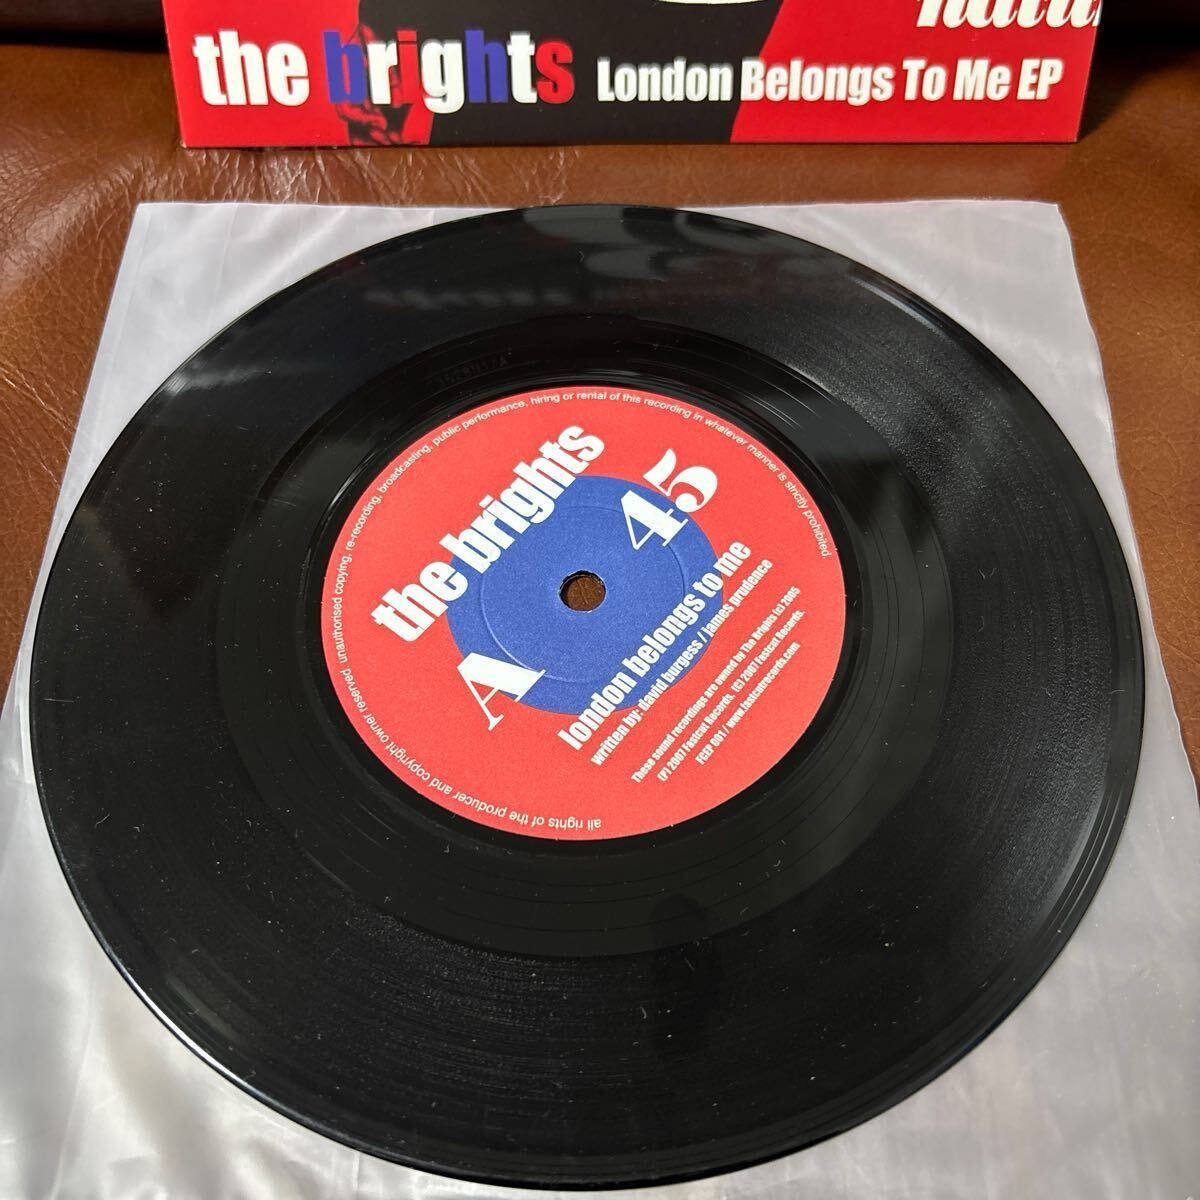 the brights London Belongs To Me EP
all rights of the producer and copyright owner reserved. unauthorised copying, re-recording, broadcasting, public performance, hiring or rental of this recording in whatever manner is strictly prohibited.
the brights
A 45
london belongs to me
written by: david burgess / james prudence
These sound recordings are owned by The Brights (c) 2005
(P) 2007 Fastcut Records. (C) 2007 Fastcut Records.
FCEP 001 / www.fastcutrecords.com